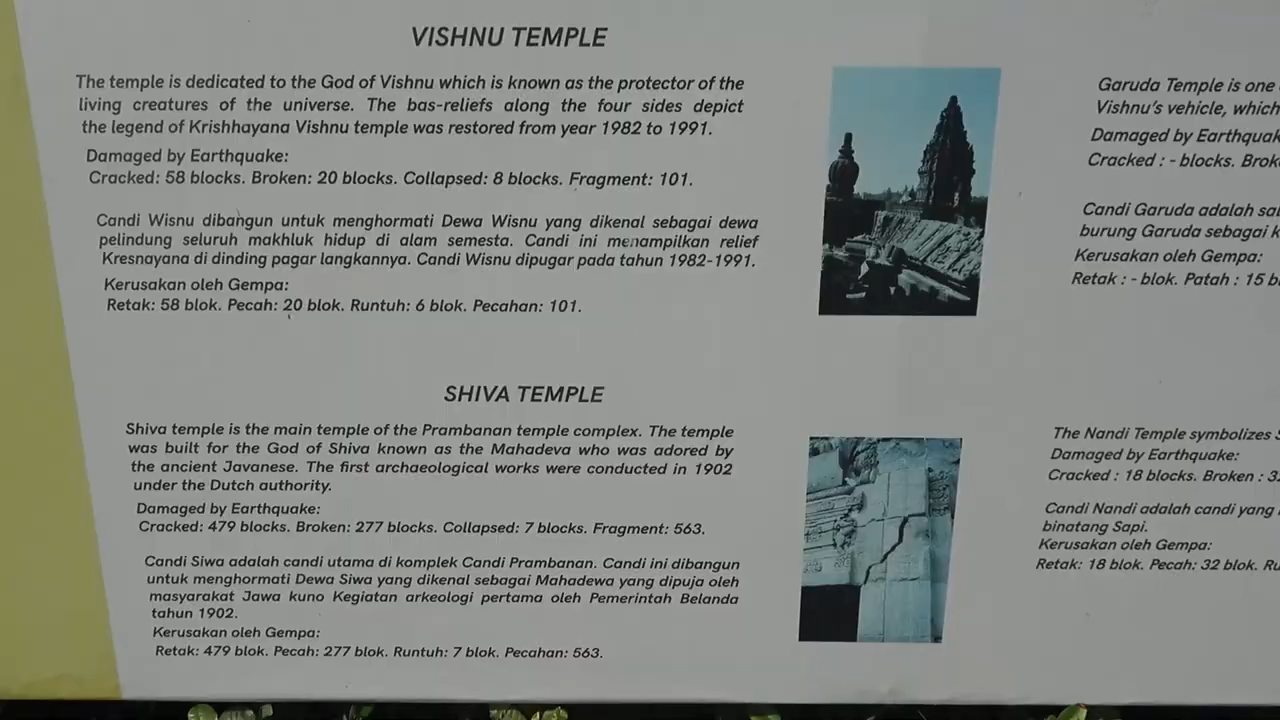 VISHNU TEMPLE
The temple is dedicated to the God of Vishnu which is known as the protector of the
living creatures of the universe. The bas-reliefs along the four sides depict
the legend of Krishhayana Vishnu temple was restored from year 1982 to 1991.
Damaged by Earthquake:
Cracked: 58 blocks. Broken: 20 blocks. Collapsed: 8 blocks. Fragment: 101.
Candi Wisnu dibangun untuk menghormati Dewa Wisnu yang dikenal sebagai dewa
pelindung seluruh makhluk hidup di alam semesta. Candi ini menampilkan relief
Kresnayana di dinding pagar langkannya. Candi Wisnu dipugar pada tahun 1982-1991.
Kerusakan oleh Gempa:
Retak: 58 blok. Pecah: 20 blok. Runtuh: 6 blok. Pecahan: 101.
SHIVA TEMPLE
Shiva temple is the main temple of the Prambanan temple complex. The temple
was built for the God of Shiva known as the Mahadeva who was adored by
the ancient Javanese. The first archaeological works were conducted in 1902
under the Dutch authority.
Damaged by Earthquake:
Cracked: 479 blocks. Broken: 277 blocks. Collapsed: 7 blocks. Fragment: 563.
Candi Siwa adalah candi utama di komplek Candi Prambanan. Candi ini dibangun
untuk menghormati Dewa Siwa yang dikenal sebagai Mahadewa yang dipuja oleh
masyarakat Jawa kuno Kegiatan arkeologi pertama oleh Pemerintah Belanda
tahun 1902.
Kerusakan oleh Gempa:
Retak: 479 blok. Pecah: 277 blok. Runtuh: 7 blok. Pecahan: 563.
Garuda Temple is one
Vishnu's vehicle, which
Damaged by
Cracked : - blocks.
Candi Garuda adalah
burung Garuda sebagai
Kerusakan oleh Gempa:
Retak : - blok. Patah : 15
The Nandi Temple symbolizes
Damaged by Earthquake:
Cracked : 18 blocks. Broken :
Candi Nandi adalah candi yang
binatang Sapi.
Kerusakan oleh Gempa:
Retak: 18 blok. Pecah: 32 blok.